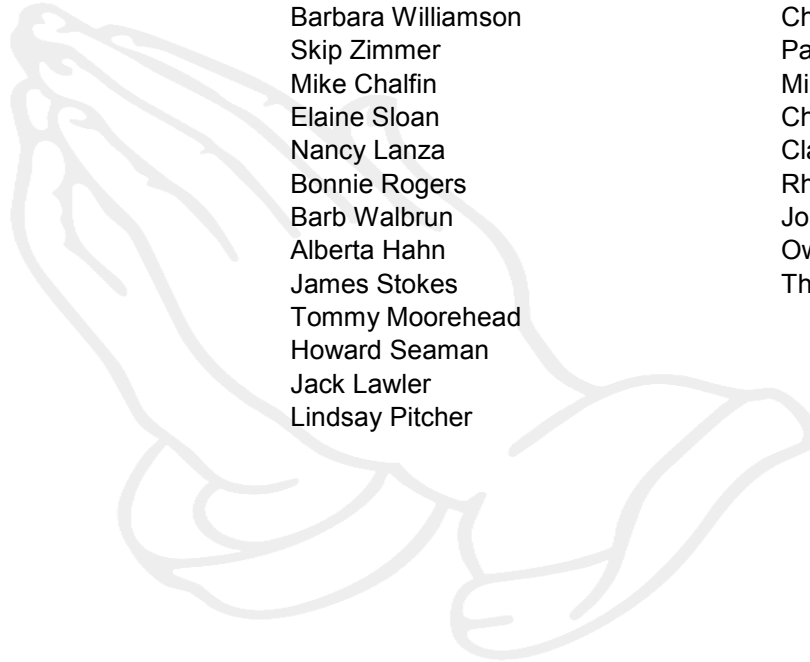 Barbara Williamson
Skip Zimmer
Mike Chalfin
Elaine Sloan
Nancy Lanza
Bonnie Rogers
Barb Walbrun
Alberta Hahn
James Stokes
Tommy Moorehead
Howard Seaman
Jack Lawler
Lindsay Pitcher